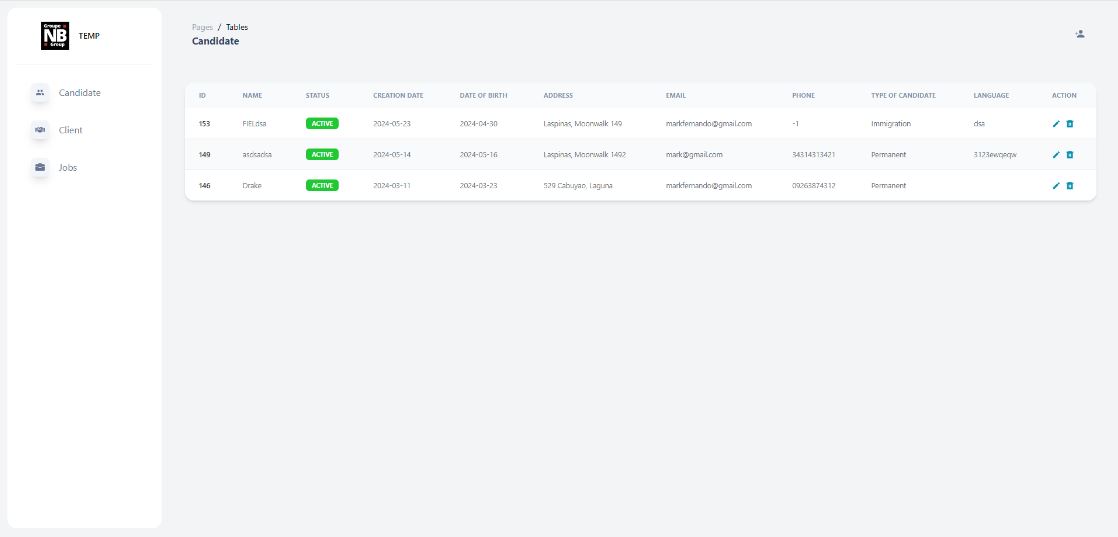 Groupe
NB
Group
TEMP
Candidate
Client
Jobs
Pages / Tables
Candidate
ID NAME STATUS CREATION DATE DATE OF BIRTH ADDRESS EMAIL PHONE TYPE OF CANDIDATE LANGUAGE ACTION
153 FIELdsa ACTIVE 2024-05-23 2024-04-30 Laspinas, Moonwalk 149 markfernando@gmail.com -1 Immigration dsa
149 asdsadsa ACTIVE 2024-05-14 2024-05-16 Laspinas, Moonwalk 1492 mark@gmail.com 34314313421 Permanent 3123ewqeqw
146 Drake ACTIVE 2024-03-11 2024-03-23 529 Cabuyao, Laguna markfernando@gmail.com 09263874312 Permanent